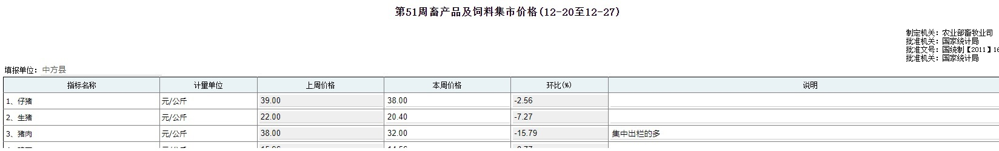 第51周畜产品及饲料集市价格(12-20至12-27)
制定机关：农业部畜牧业司
批准机关：国家统计局
批准文号：国统制【2011】16
批准机关：国家统计局
填报单位：中方县
指标名称 计量单位 上周价格 本周价格 环比(%) 说明
1、仔猪 元/公斤 39.00 38.00 -2.56
2、生猪 元/公斤 22.00 20.40 -7.27
3、猪肉 元/公斤 38.00 32.00 -15.79 集中出栏的多